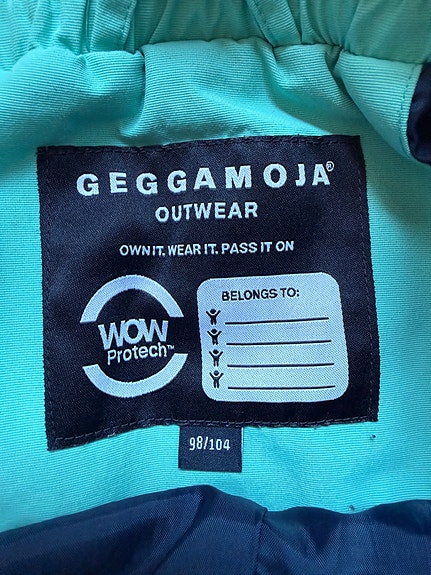 GEGGAMOJA®
OUTWEAR
OWN IT. WEAR IT. PASS IT ON
WOW
Protech™
BELONGS TO:
98/104